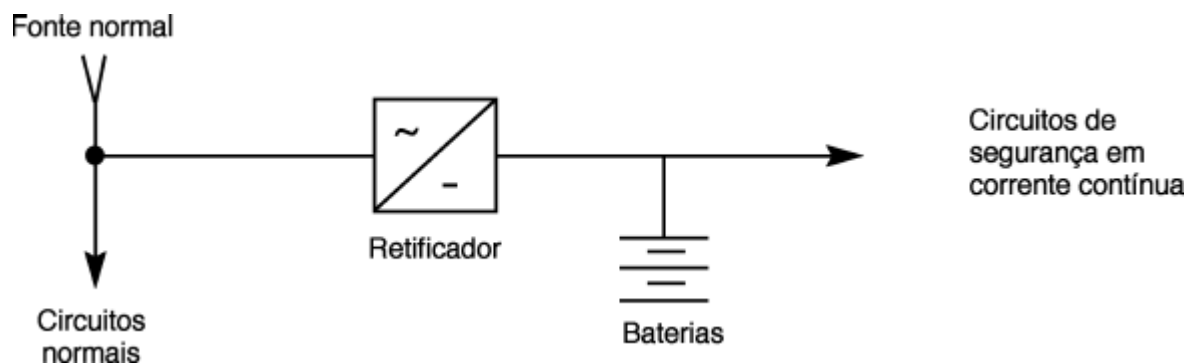 Fonte normal
~
-
Retificador
Circuitos de
segurança em
corrente contínua
Circuitos
normais
Baterias